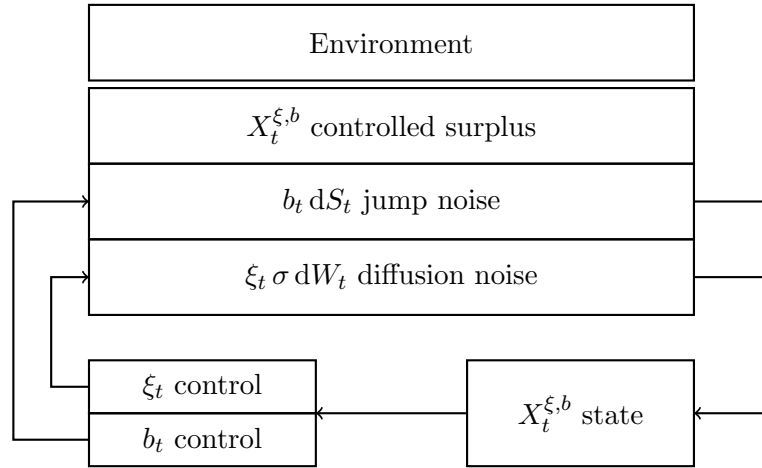 Environment
$X_t^{\xi,b}$ controlled surplus
$b_t \, \mathrm{d}S_t$ jump noise
$\xi_t \, \sigma \, \mathrm{d}W_t$ diffusion noise
$\xi_t$ control
$b_t$ control
$X_t^{\xi,b}$ state